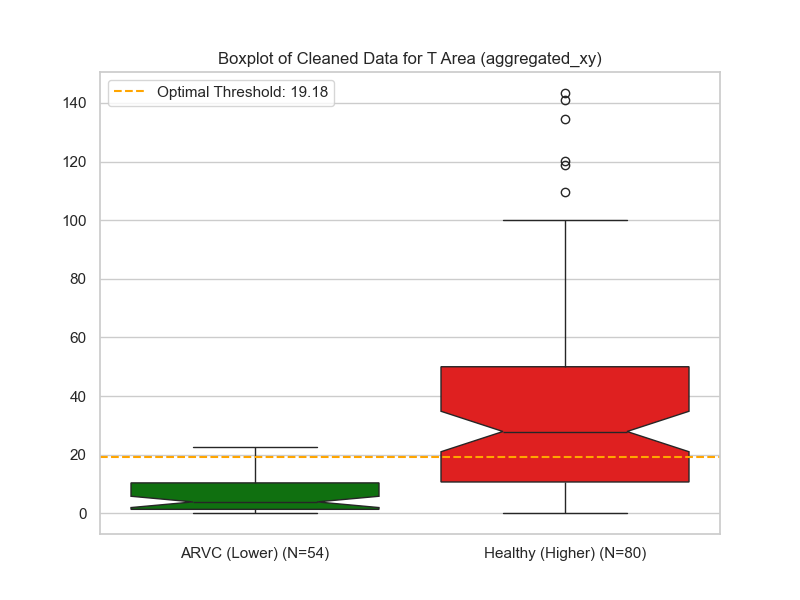 Boxplot of Cleaned Data for T Area (aggregated_xy)
Optimal Threshold: 19.18
140
120
100
80
60
40
20
0
ARVC (Lower) (N=54)
Healthy (Higher) (N=80)